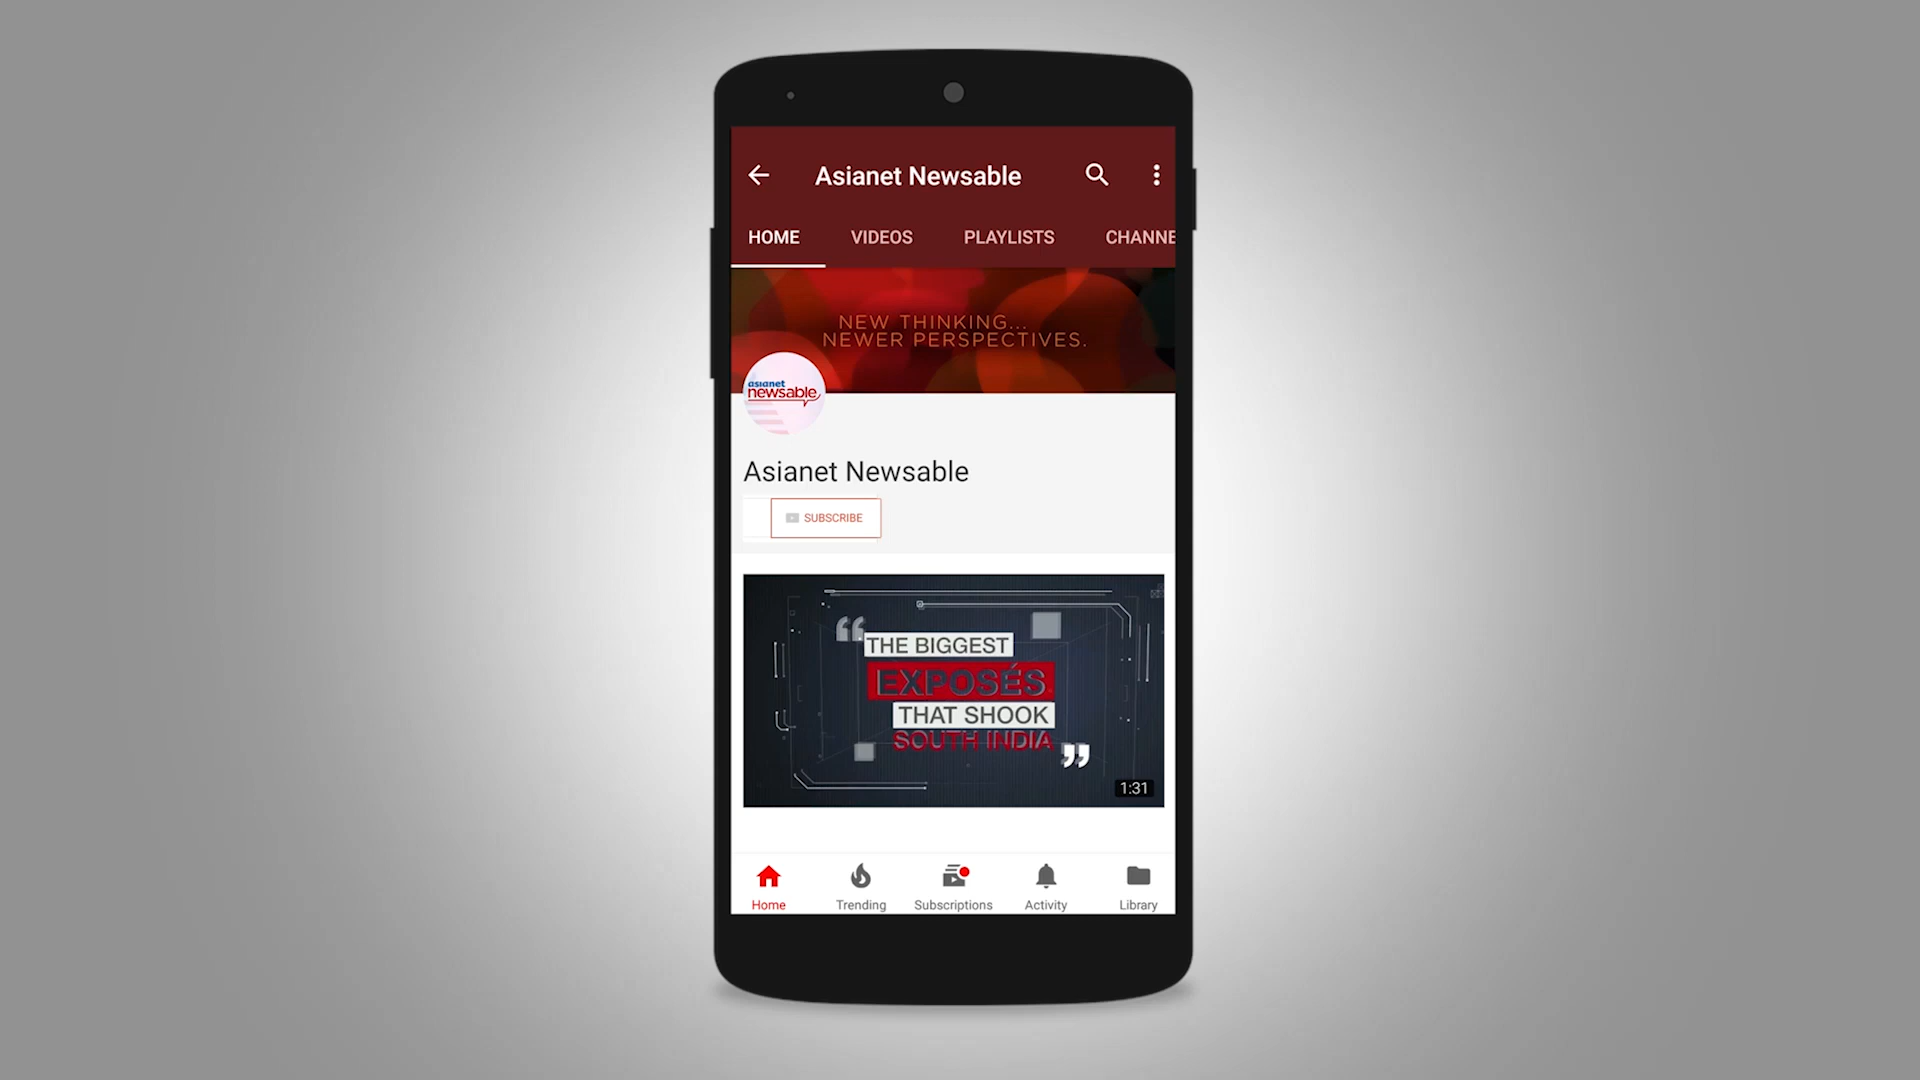 Asianet Newsable
HOME VIDEOS PLAYLISTS CHANNE
NEW THINKING...
NEWER PERSPECTIVES.
asianet
newsable
Asianet Newsable
SUBSCRIBE
“THE BIGGEST
EXPOSÉS
THAT SHOOK
SOUTH INDIA”
1:31
Home Trending Subscriptions Activity Library